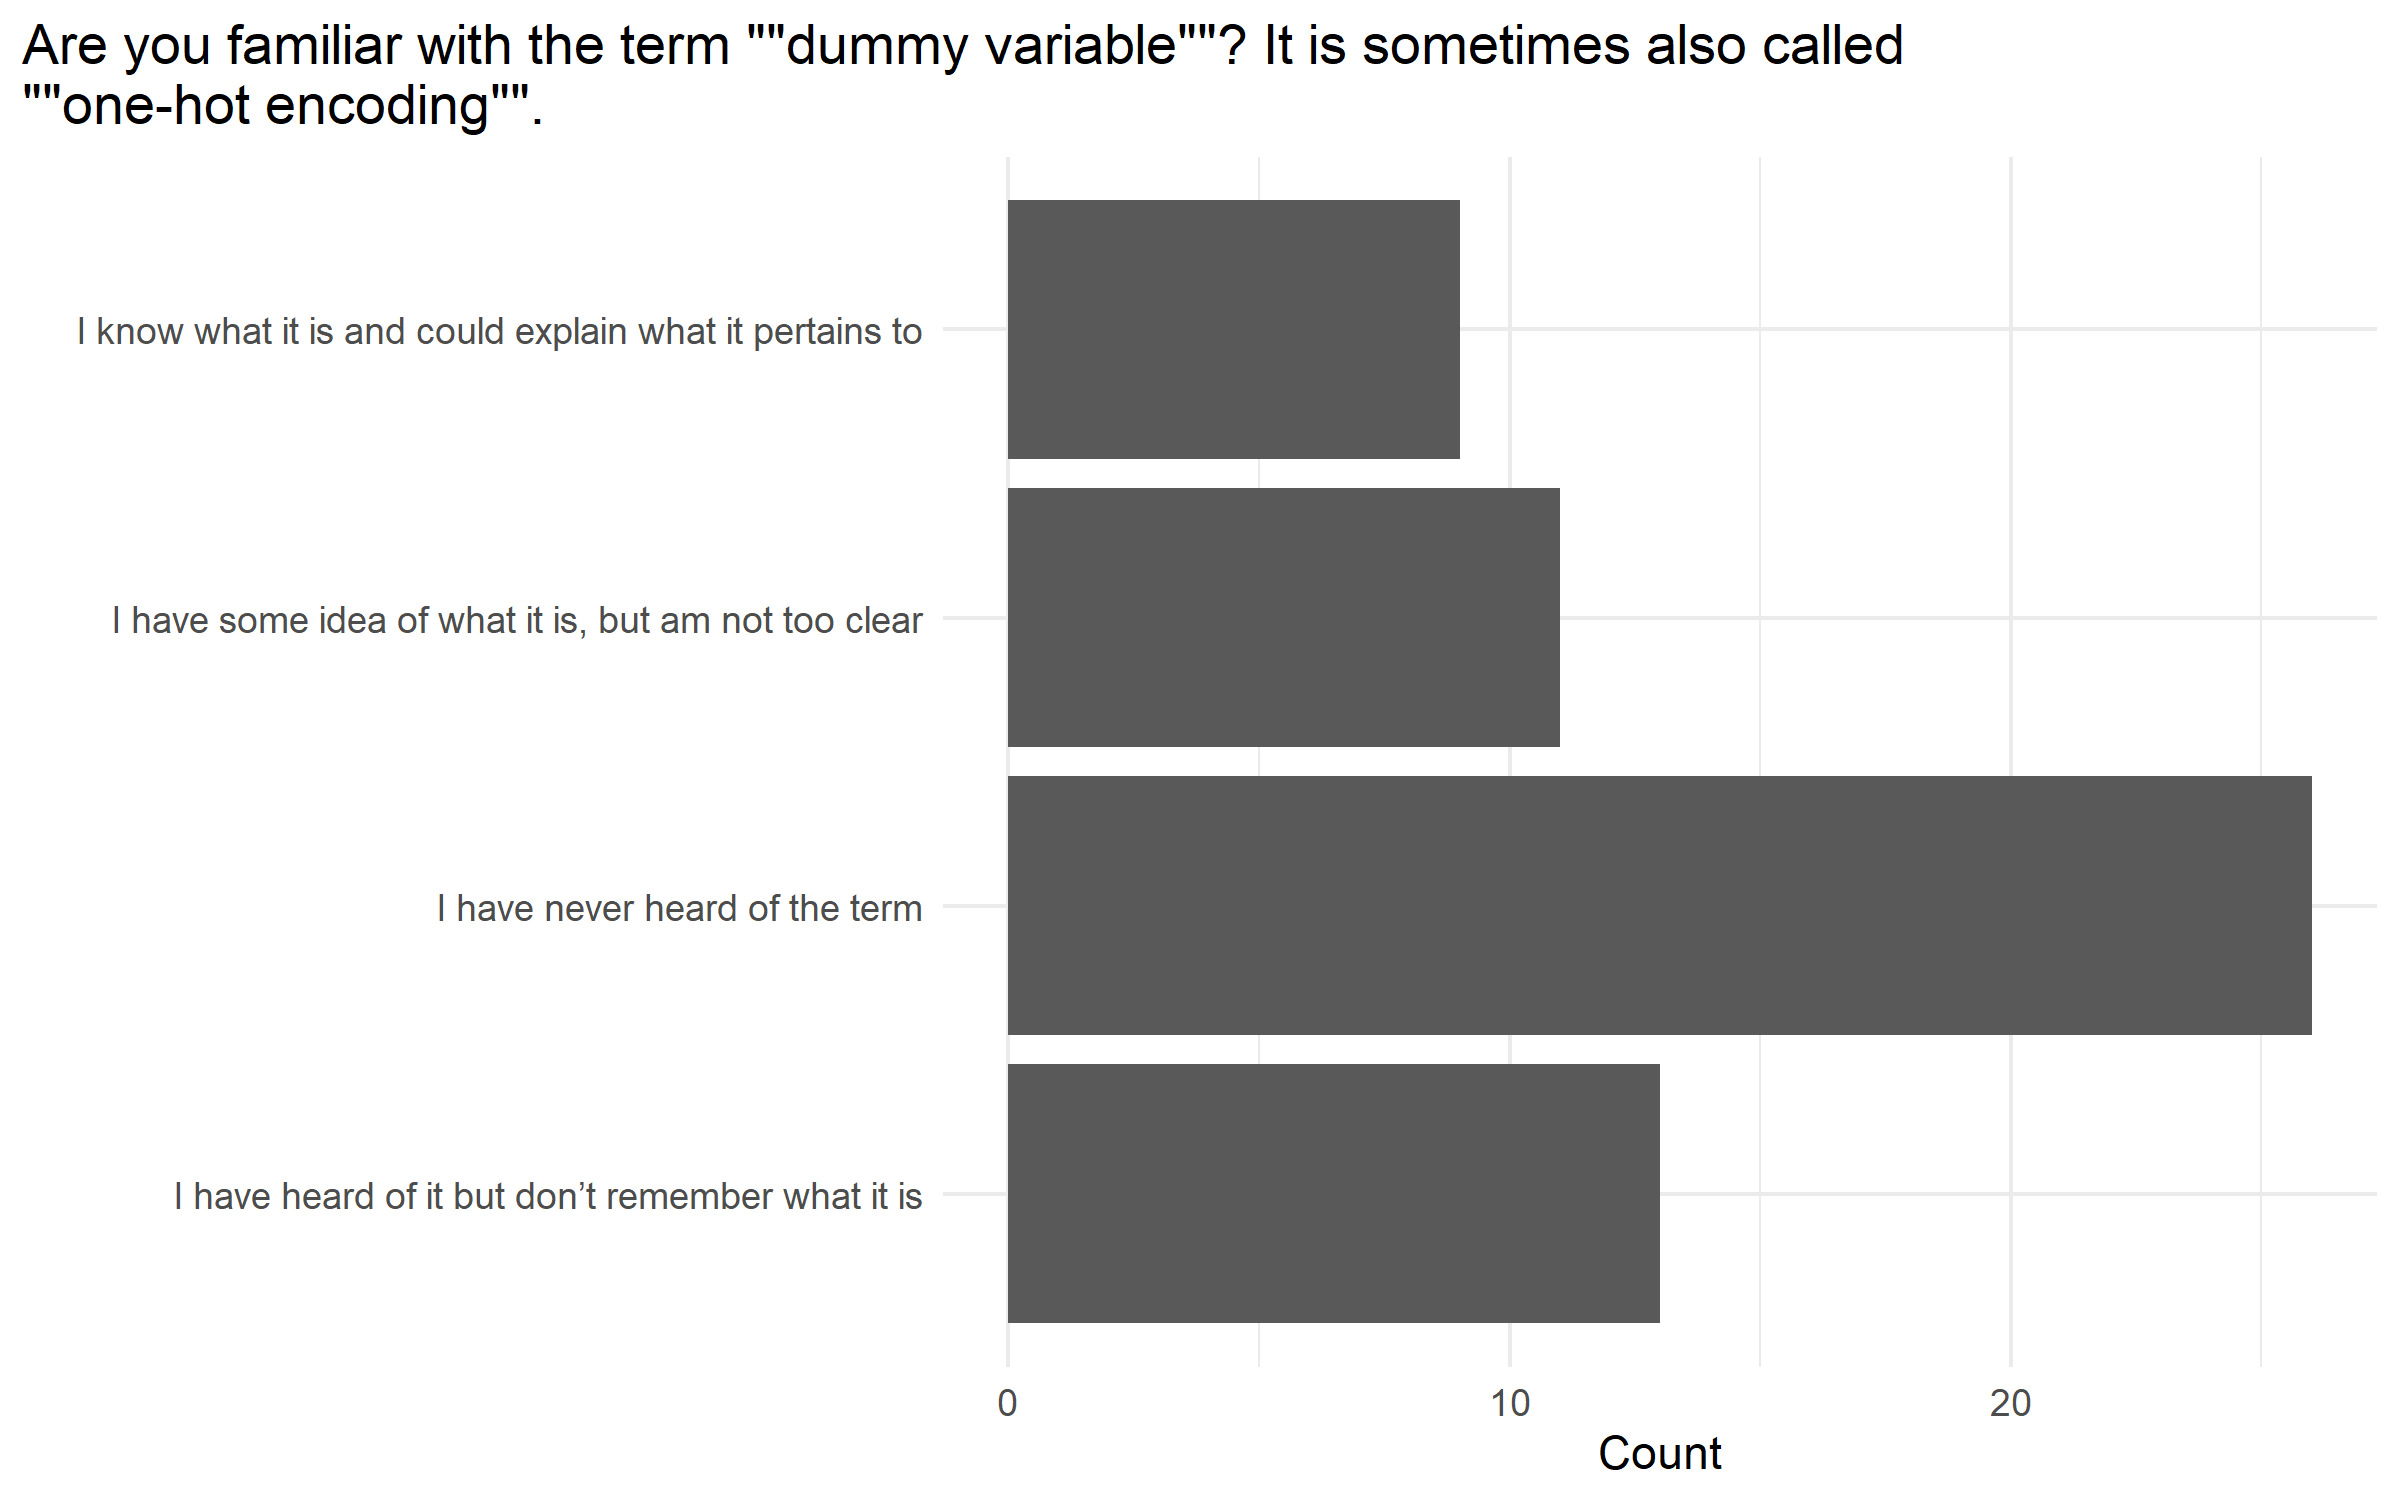 Are you familiar with the term ""dummy variable""? It is sometimes also called
""one-hot encoding"".
I know what it is and could explain what it pertains to
I have some idea of what it is, but am not too clear
I have never heard of the term
I have heard of it but don’t remember what it is
0 10 20
Count